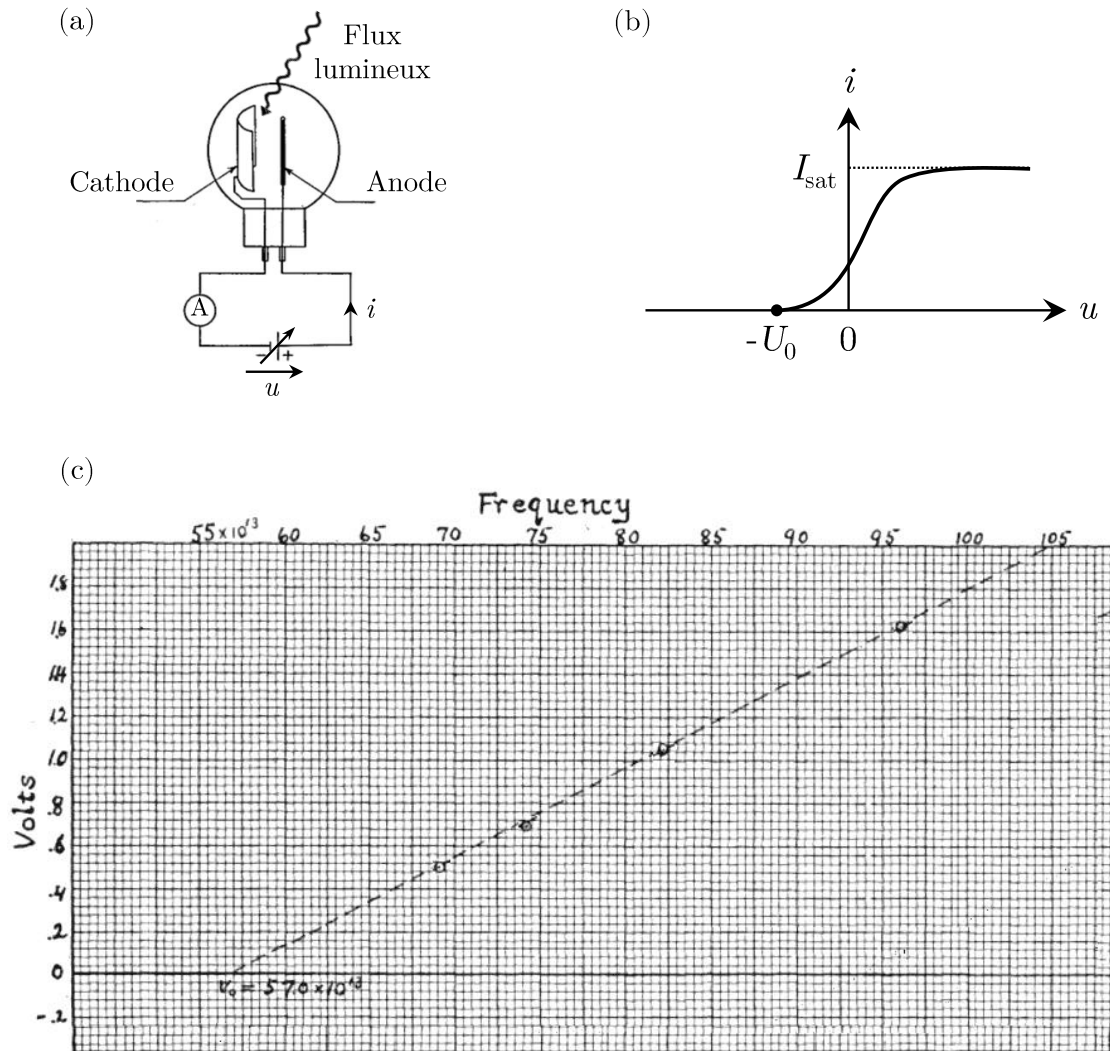 (a)
Flux
lumineux
Cathode
Anode
A
i
- +
u
(b)
i
I_sat
-U_0
0
u
(c)
Frequency
55×10^13 60 65 70 75 80 85 90 95 100 105
1.8
1.6
1.4
1.2
1.0
.8
.6
.4
.2
0
-.2
Volts
ν_0 = 57.0×10^13